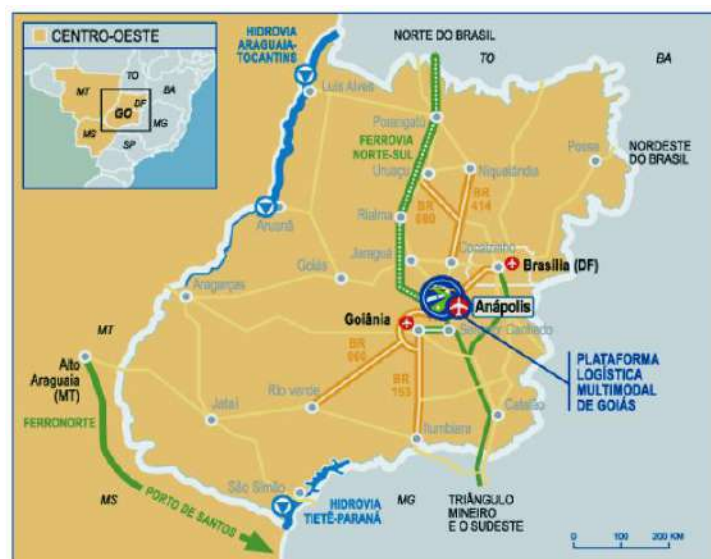 CENTRO-OESTE
TO
MT
BA
GO
DF
MS
MG
SP
HIDROVIA
ARAGUAIA-
TOCANTINS
NORTE DO BRASIL
TO
BA
Luís Alves
Porangatú
FERROVIA
NORTE-SUL
NORDESTE
DO BRASIL
Posse
Uruaçu
Niquelândia
BR
080
BR
414
Rialma
Aruanã
Jaraguá
Cocalzinho
Goiás
Brasília (DF)
Aragarças
Anápolis
Goiânia
Senador Canhedo
MT
Alto
Araguaia
(MT)
PLATAFORMA
LOGÍSTICA
MULTIMODAL
DE GOIÁS
BR
060
BR
153
Rio verde
FERRONORTE
Jataí
Catalão
Itumbiara
São Simão
MS
PORTO DE SANTOS
HIDROVIA
TIETÊ-PARANÁ
MG
TRIÂNGULO
MINEIRO
E O SUDESTE
0 100 200 KM